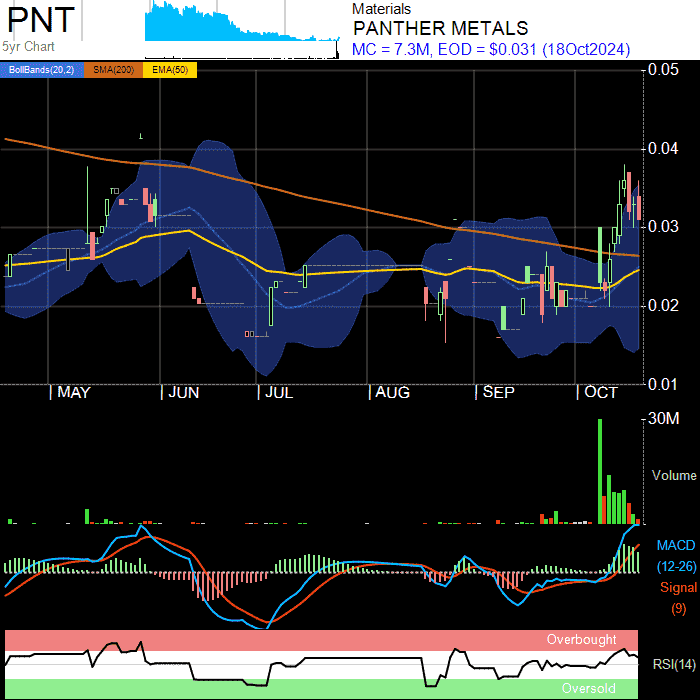 PNT
5yr Chart
Materials
PANTHER METALS
MC = 7.3M, EOD = $0.031 (18Oct2024)
BollBands(20,2) SMA(200) EMA(50)
0.05
0.04
0.03
0.02
0.01
MAY JUN JUL AUG SEP OCT
30M
Volume
MACD
(12-26)
Signal
(9)
Overbought
RSI(14)
Oversold